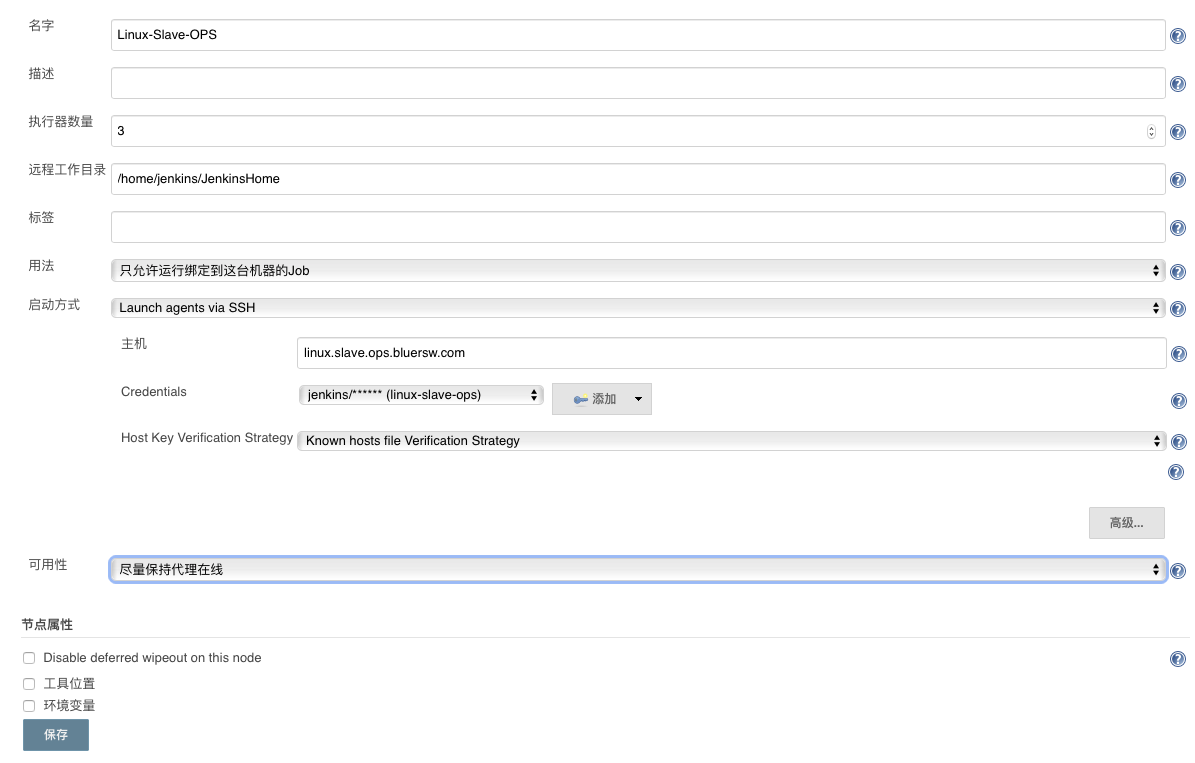 名字
Linux-Slave-OPS
描述
执行器数量
3
远程工作目录
/home/jenkins/JenkinsHome
标签
用法
只允许运行绑定到这台机器的Job
启动方式
Launch agents via SSH
主机
linux.slave.ops.bluersw.com
Credentials
jenkins/****** (linux-slave-ops)
添加
Host Key Verification Strategy
Known hosts file Verification Strategy
高级...
可用性
尽量保持代理在线
节点属性
Disable deferred wipeout on this node
工具位置
环境变量
保存